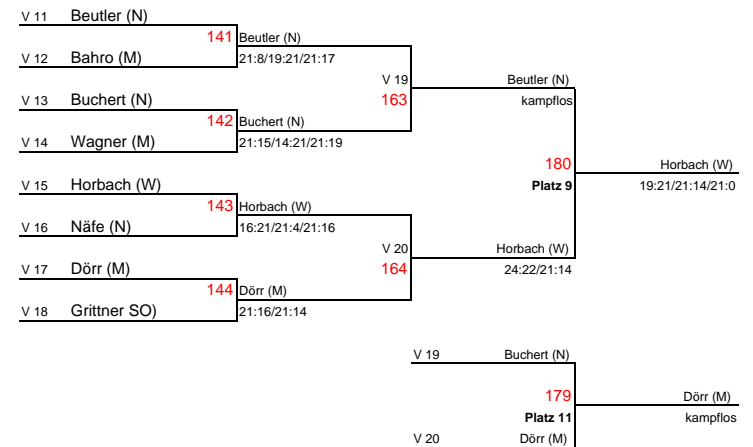 V 11 Beutler (N)
141 Beutler (N)
V 12 Bahro (M) 21:8/19:21/21:17
V 19 Beutler (N)
V 13 Buchert (N) 163 kampflos
142 Buchert (N)
V 14 Wagner (M) 21:15/14:21/21:19
180 Horbach (W)
V 15 Horbach (W) Platz 9 19:21/21:14/21:0
143 Horbach (W)
V 16 Näfe (N) 16:21/21:4/21:16
V 20 Horbach (W)
V 17 Dörr (M) 164 24:22/21:14
144 Dörr (M)
V 18 Grittner SO) 21:16/21:14
V 19 Buchert (N)
179 Dörr (M)
Platz 11 kampflos
V 20 Dörr (M)